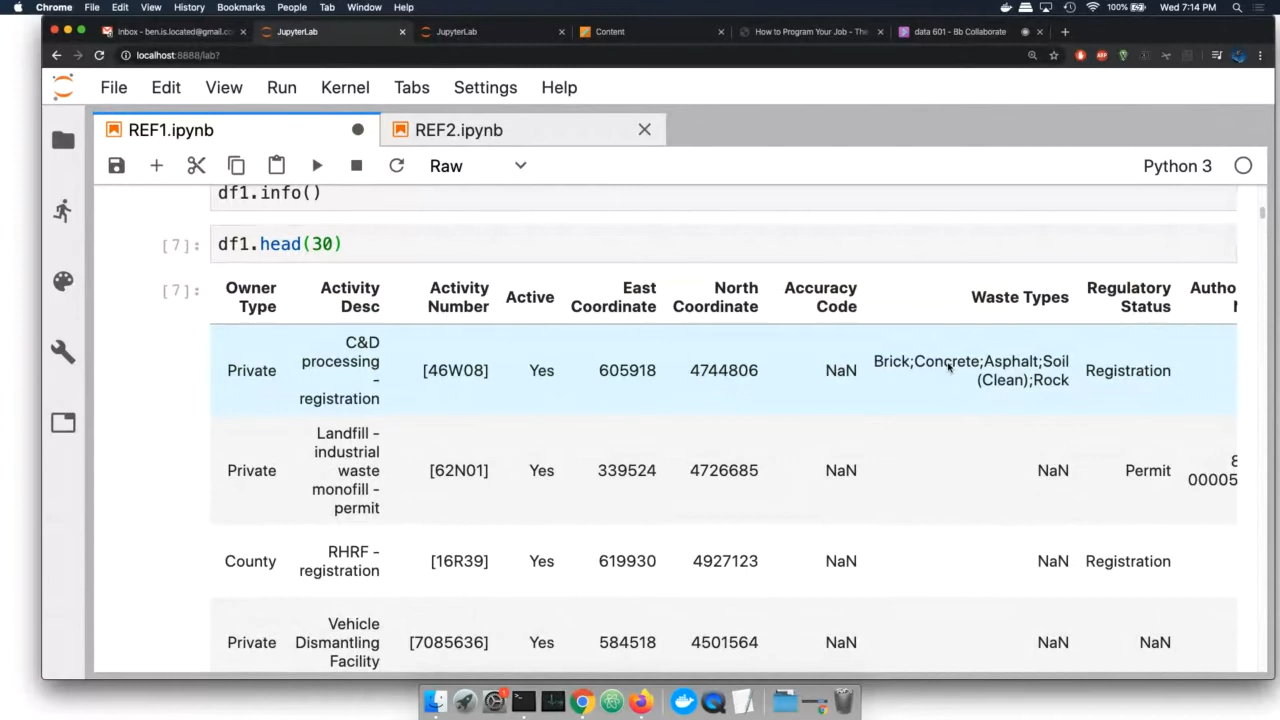 Chrome File Edit View History Bookmarks People Tab Window Help 100% Wed 7:14 PM
Inbox - ben.is.located@gmail.co JupyterLab JupyterLab Content How to Program Your Job - The data 601 - Bb Collaborate
localhost:8888/lab?
File Edit View Run Kernel Tabs Settings Help
REF1.ipynb REF2.ipynb
Raw Python 3
df1.info()
[7]: df1.head(30)
[7]:
Owner Activity Activity Active East North Accuracy Waste Types Regulatory Autho
Type Desc Number Coordinate Coordinate Code Status
C&D
processing
Private - [46W08] Yes 605918 4744806 NaN Brick;Concrete;Asphalt;Soil Registration
registration (Clean);Rock
Landfill -
industrial
Private waste [62N01] Yes 339524 4726685 NaN NaN Permit 00005
monofill -
permit
County RHRF - [16R39] Yes 619930 4927123 NaN NaN Registration
registration
Vehicle
Private Dismantling [7085636] Yes 584518 4501564 NaN NaN NaN
Facility